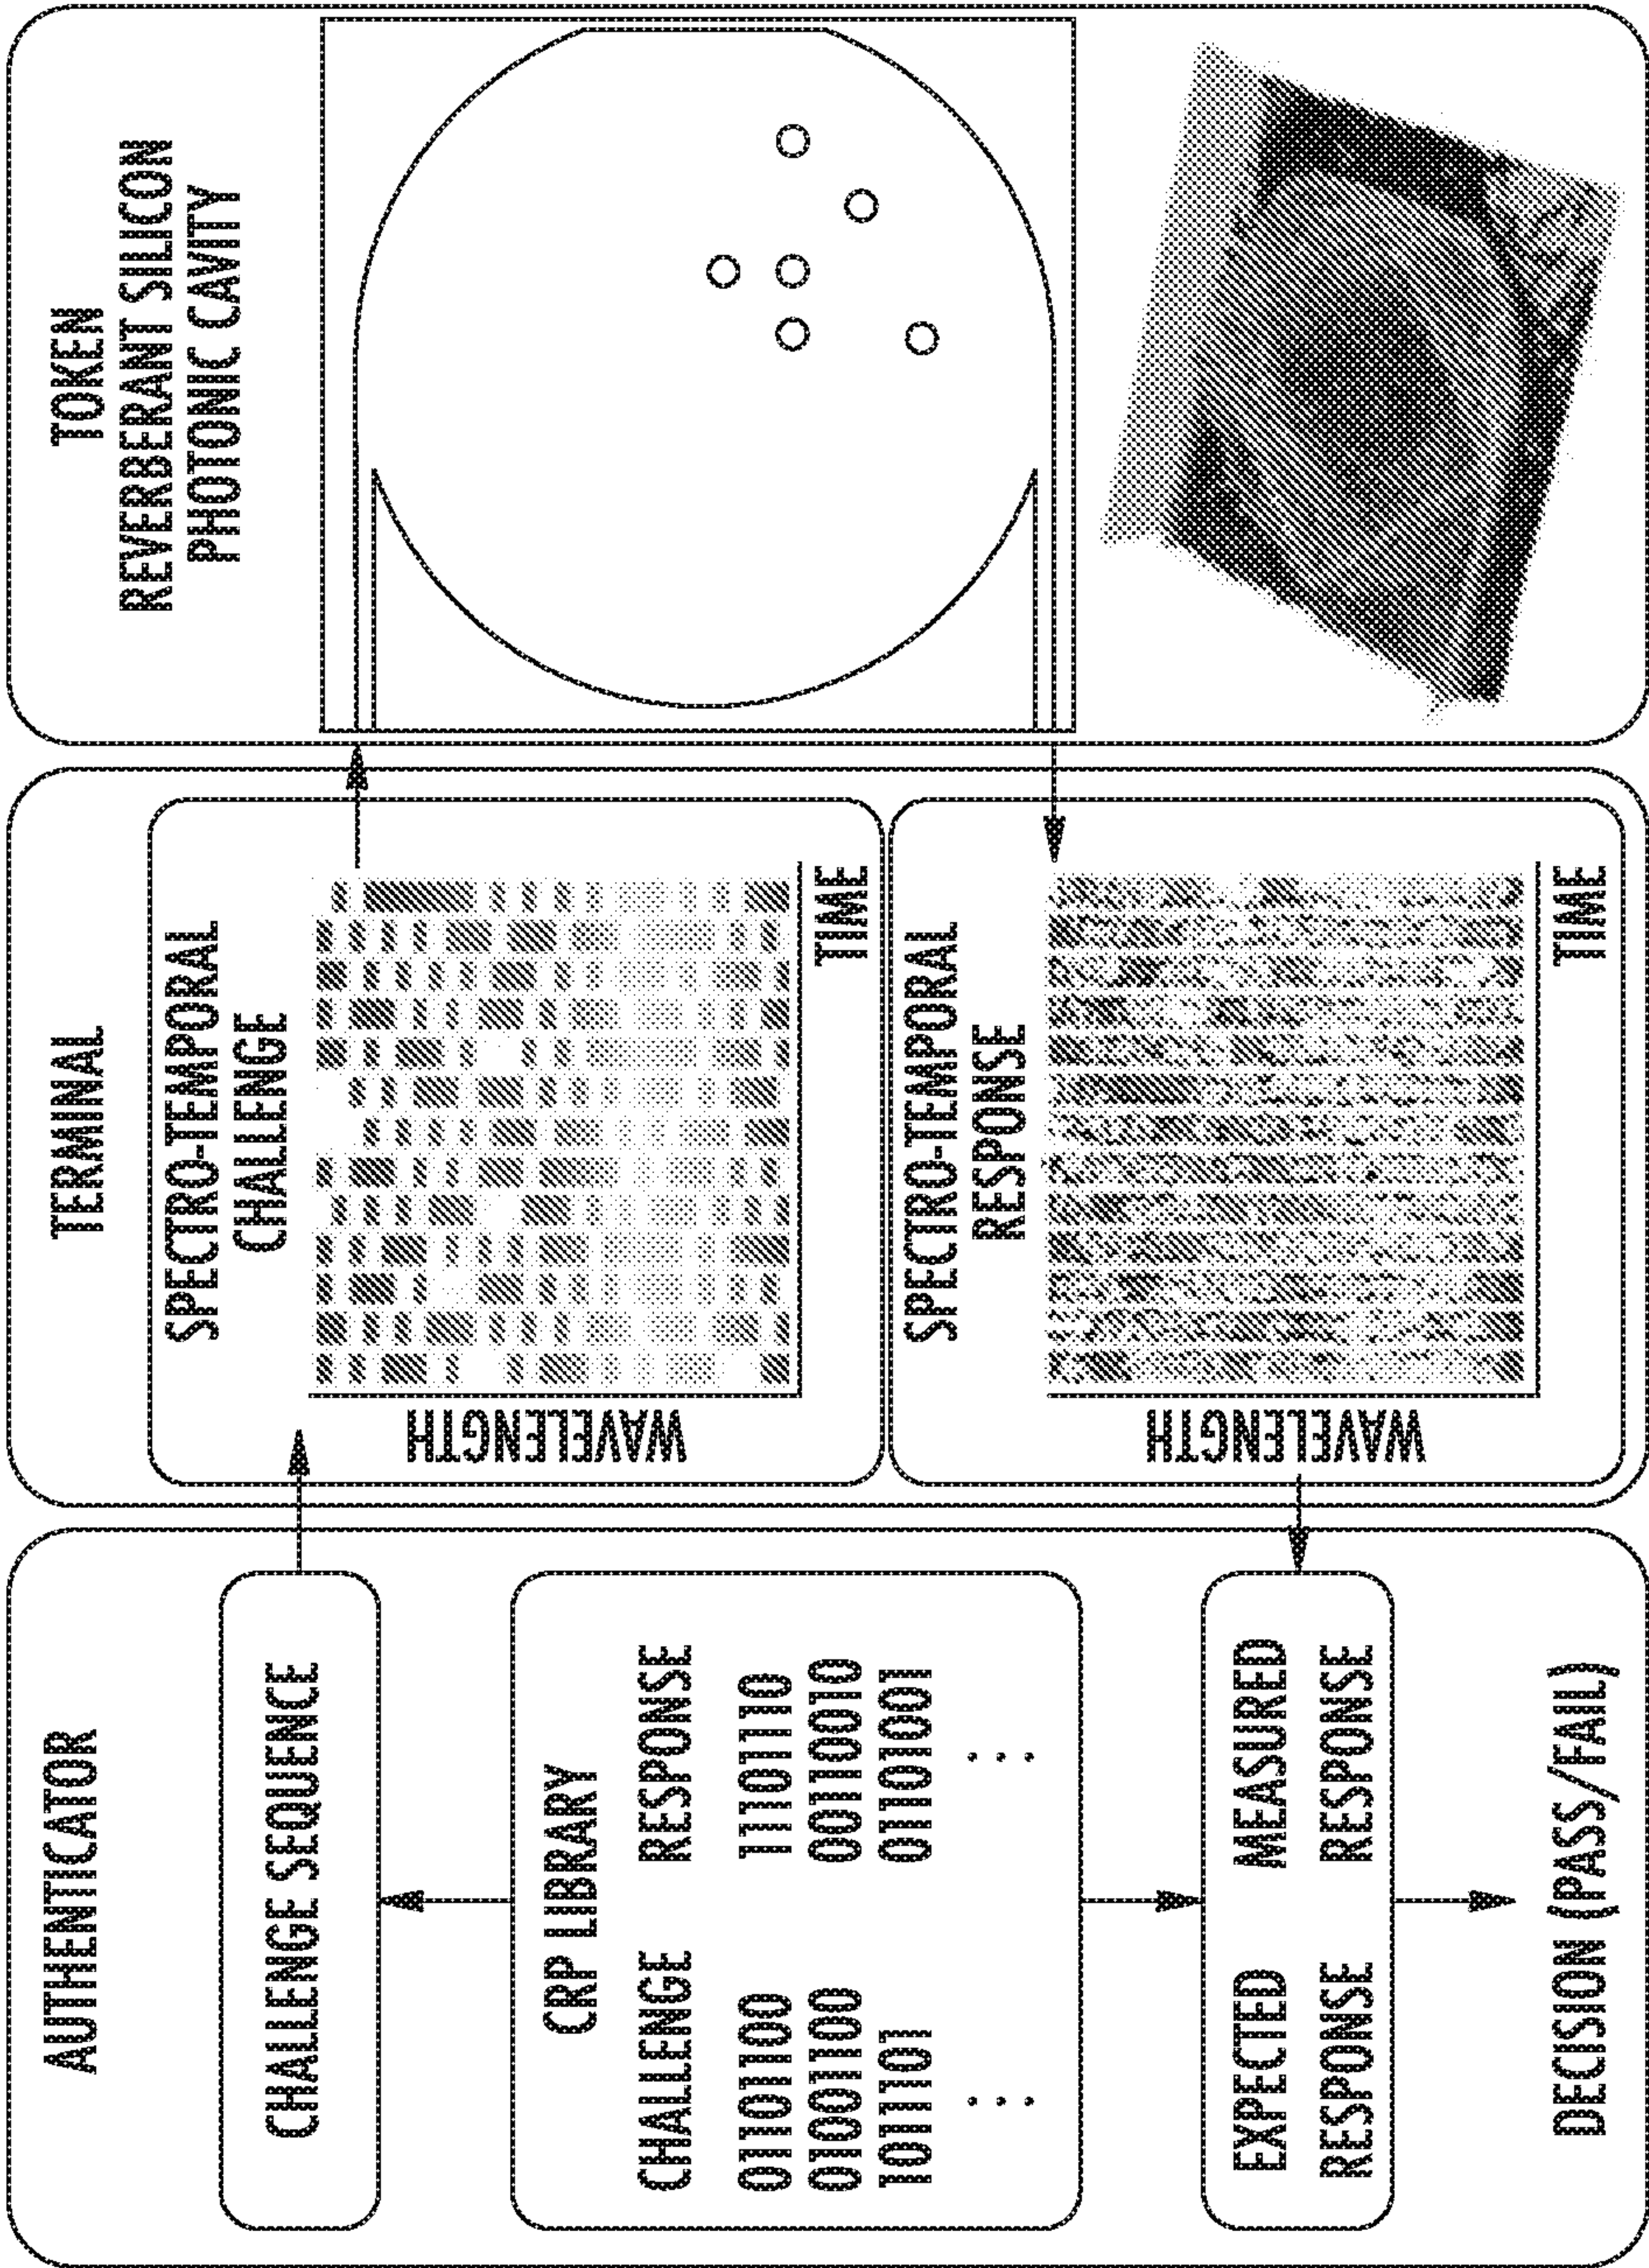 AUTHENTICATOR
CHALLENGE SEQUENCE
CRP LIBRARY
CHALLENGE RESPONSE
01101100 11101110
01001100 00110010
1011101 01101001
EXPECTED RESPONSE
MEASURED RESPONSE
DECISION (PASS/FAIL)
TERMINAL
SPECTRO-TEMPORAL
CHALLENGE
WAVELENGTH
TIME
SPECTRO-TEMPORAL
RESPONSE
WAVELENGTH
TIME
TOKEN
REVERBERANT SILICON
PHOTONIC CAVITY